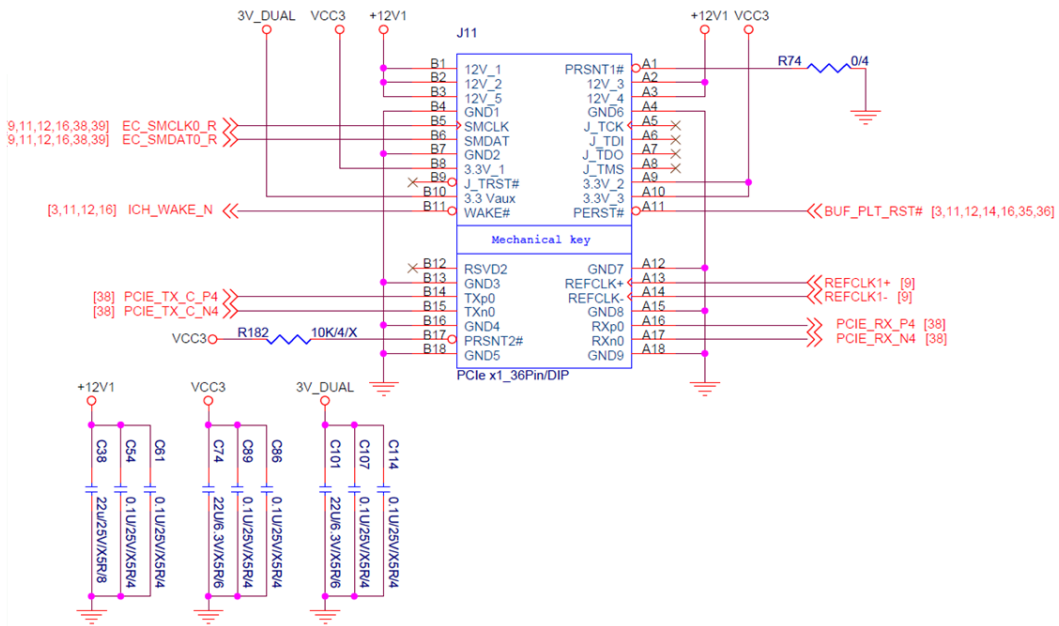 3V_DUAL VCC3 +12V1 +12V1 VCC3
J11
B1 12V_1 PRSNT1# A1 R74 0/4
B2 12V_2 12V_3 A2
B3 12V_5 12V_4 A3
B4 GND1 GND6 A4
9,11,12,16,38,39] EC_SMCLK0_R B5 SMCLK J_TCK A5
9,11,12,16,38,39] EC_SMDAT0_R B6 SMDAT J_TDI A6
B7 GND2 J_TDO A7
B8 3.3V_1 J_TMS A8
B9 J_TRST# 3.3V_2 A9
B10 3.3 Vaux 3.3V_3 A10
[3,11,12,16] ICH_WAKE_N B11 WAKE# PERST# A11 BUF_PLT_RST# [3,11,12,14,16,35,36]
Mechanical key
B12 RSVD2 GND7 A12
B13 GND3 REFCLK+ A13 REFCLK1+ [9]
[38] PCIE_TX_C_P4 B14 TXp0 REFCLK- A14 REFCLK1- [9]
[38] PCIE_TX_C_N4 B15 TXn0 GND8 A15
B16 GND4 RXp0 A16 PCIE_RX_P4 [38]
VCC3 R182 10K/4/X B17 PRSNT2# RXn0 A17 PCIE_RX_N4 [38]
B18 GND5 GND9 A18
PCIe x1_36Pin/DIP
+12V1 VCC3 3V_DUAL
C38 C54 C61 C74 C89 C86 C101 C107 C114
22u/25V/X5R/8 0.1U/25V/X5R/4 0.1U/25V/X5R/4 22U/6.3V/X5R/6 0.1U/25V/X5R/4 0.1U/25V/X5R/4 22U/6.3V/X5R/6 0.1U/25V/X5R/4 0.1U/25V/X5R/4